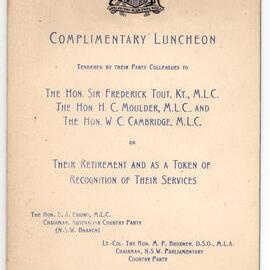 Complimentary Luncheon
Tendered by their Party Colleagues to
The Hon. Sir Frederick Tout, Kt., M.L.C.
The Hon. H. C. Moulder, M.L.C., and
The Hon. W. C. Cambridge, M.L.C.
on
Their Retirement and as a Token of
Recognition of Their Services
The Hon. E. J. M.L.C.
Chairman, Australian Country Party
(N.S.W. Branch)
Lt.-Col. The Hon. M. F. Bruxner, D.S.O., M.L.A.
Chairman, N.S.W. Parliamentary
Country Party